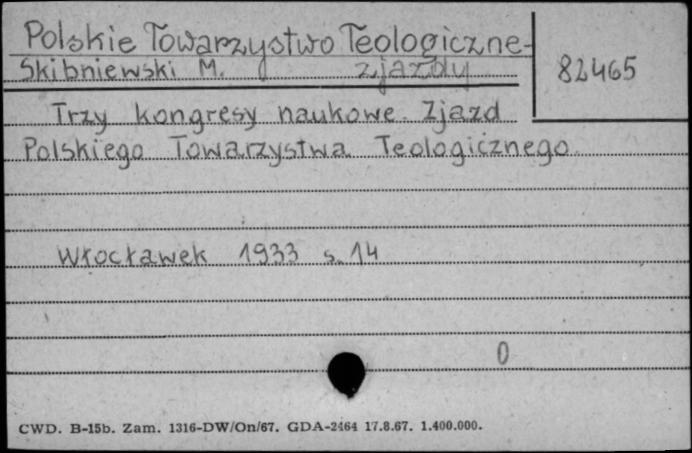 Polskie Towarzystwo Teologiczne-
zjazdy
82465
Skibniewski M.
Trzy kongresy naukowe. Zjazd
Polskiego Towarzystwa Teologicznego.
Włocławek 1933 s. 14
0
CWD. B-15b. Zam. 1316-DW/On/67. GDA-2464 17.8.67. 1.400.000.